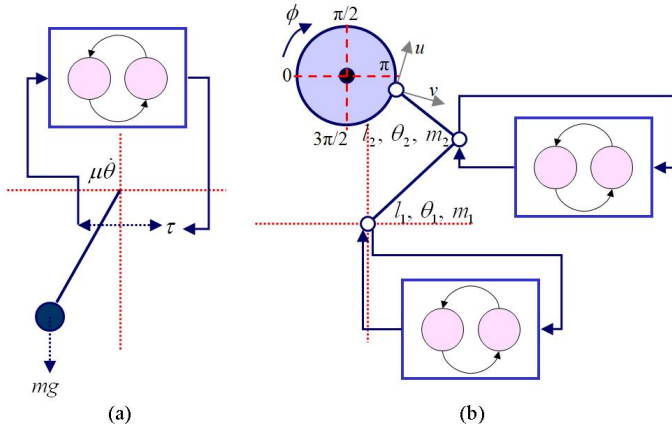 μθ̇
τ
mg
(a)
ϕ
π/2
0
π
3π/2
u
v
l₂, θ₂, m₂
l₁, θ₁, m₁
(b)